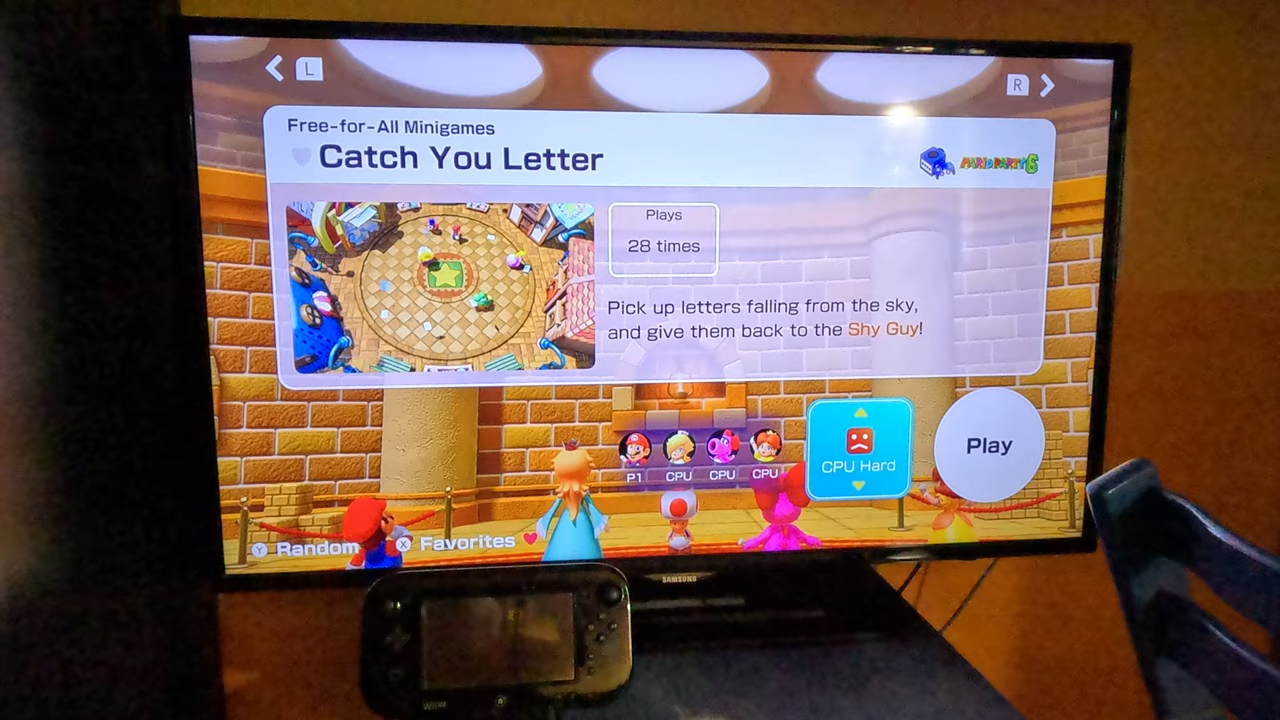 L
R
Free-for-All Minigames
Catch You Letter
MARIO PARTY 6
Plays
28 times
Pick up letters falling from the sky,
and give them back to the Shy Guy!
P1 CPU CPU CPU
CPU Hard
Play
Y Random X Favorites
SAMSUNG
Wii U